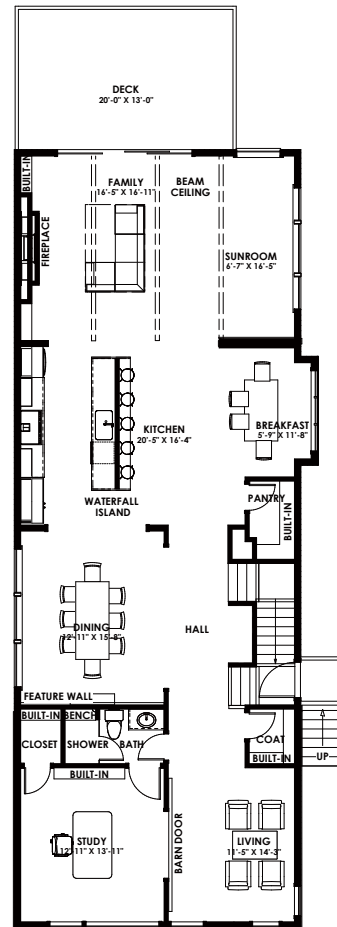 DECK
20'-0" X 13'-0"
BUILT-IN
FAMILY
16'-5" X 16'-11"
BEAM
CEILING
FIREPLACE
SUNROOM
6'-7" X 16'-5"
KITCHEN
20'-5" X 16'-4"
BREAKFAST
5'-9" X 11'-8"
WATERFALL
ISLAND
PANTRY
BUILT-IN
DINING
12'-11" X 15'-8"
HALL
FEATURE WALL
BUILT-IN
BENCH
CLOSET
SHOWER
BATH
COAT
BUILT-IN
UP
BUILT-IN
BARN DOOR
STUDY
12'-11" X 13'-11"
LIVING
11'-5" X 14'-3"